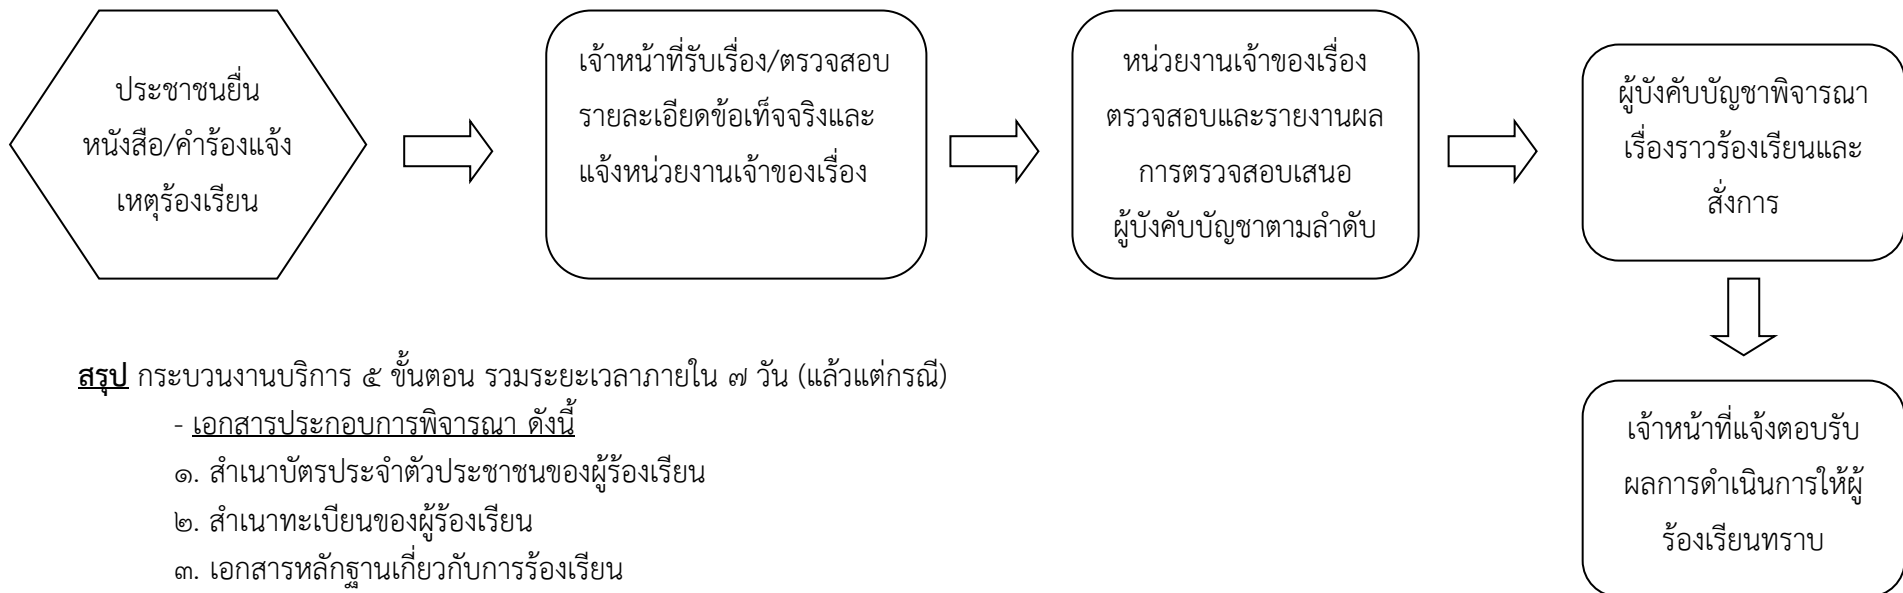 ประชาชนยื่น
หนังสือ/คำร้องแจ้ง
เหตุร้องเรียน
เจ้าหน้าที่รับเรื่อง/ตรวจสอบ
รายละเอียดข้อเท็จจริงและ
แจ้งหน่วยงานเจ้าของเรื่อง
หน่วยงานเจ้าของเรื่อง
ตรวจสอบและรายงานผล
การตรวจสอบเสนอ
ผู้บังคับบัญชาตามลำดับ
ผู้บังคับบัญชาพิจารณา
เรื่องราวร้องเรียนและ
สั่งการ
เจ้าหน้าที่แจ้งตอบรับ
ผลการดำเนินการให้ผู้
ร้องเรียนทราบ
สรุป กระบวนงานบริการ ๕ ขั้นตอน รวมระยะเวลาภายใน ๗ วัน (แล้วแต่กรณี)
- เอกสารประกอบการพิจารณา ดังนี้
๑. สำเนาบัตรประจำตัวประชาชนของผู้ร้องเรียน
๒. สำเนาทะเบียนของผู้ร้องเรียน
๓. เอกสารหลักฐานเกี่ยวกับการร้องเรียน